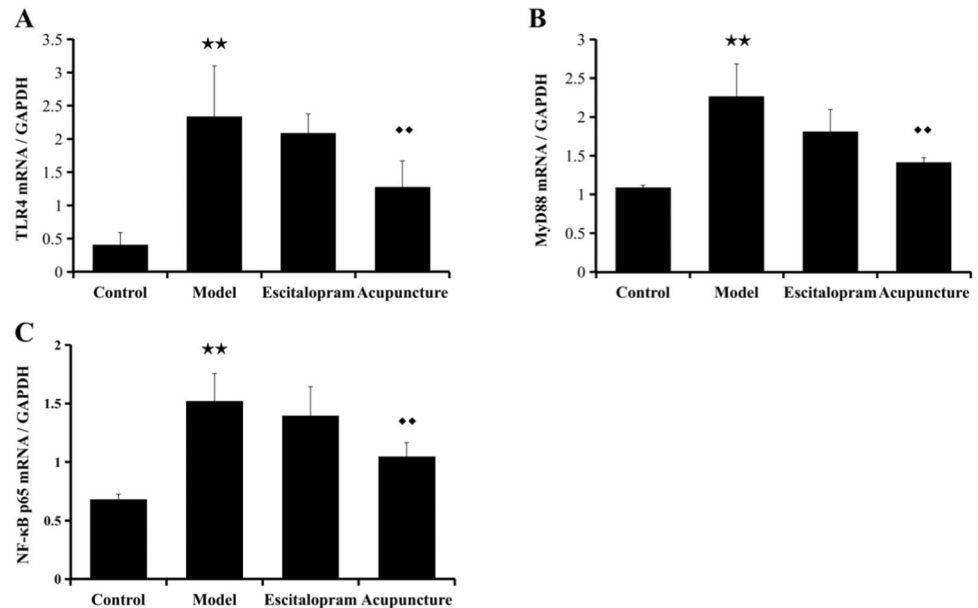 A
TLR4 mRNA / GAPDH
3.5
3
2.5
2
1.5
1
0.5
0
★★
◆◆
Control Model Escitalopram Acupuncture
B
MyD88 mRNA / GAPDH
3
2.5
2
1.5
1
0.5
0
★★
◆◆
Control Model Escitalopram Acupuncture
C
NF-κB p65 mRNA / GAPDH
2
1.5
1
0.5
0
★★
◆◆
Control Model Escitalopram Acupuncture